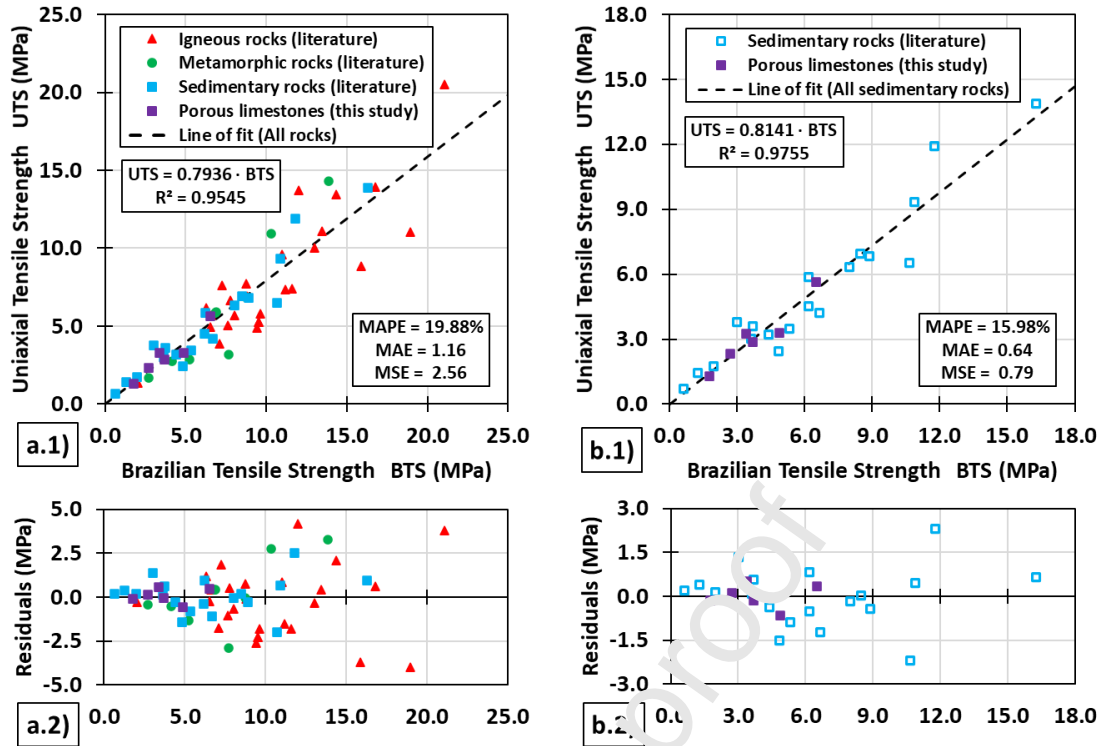 25.0
20.0
15.0
10.0
5.0
0.0
Uniaxial Tensile Strength UTS (MPa)
Igneous rocks (literature)
Metamorphic rocks (literature)
Sedimentary rocks (literature)
Porous limestones (this study)
Line of fit (All rocks)
UTS = 0.7936 · BTS
R² = 0.9545
MAPE = 19.88%
MAE = 1.16
MSE = 2.56
0.0 5.0 10.0 15.0 20.0 25.0
a.1)
Brazilian Tensile Strength BTS (MPa)
18.0
15.0
12.0
9.0
6.0
3.0
0.0
Uniaxial Tensile Strength UTS (MPa)
Sedimentary rocks (literature)
Porous limestones (this study)
Line of fit (All sedimentary rocks)
UTS = 0.8141 · BTS
R² = 0.9755
MAPE = 15.98%
MAE = 0.64
MSE = 0.79
0.0 3.0 6.0 9.0 12.0 15.0 18.0
b.1)
Brazilian Tensile Strength BTS (MPa)
5.0
2.5
0.0
-2.5
-5.0
Residuals (MPa)
0.0 5.0 10.0 15.0 20.0 25.0
a.2)
3.0
1.5
0.0
-1.5
-3.0
Residuals (MPa)
0.0 3.0 6.0 9.0 12.0 15.0 18.0
b.2)
proof